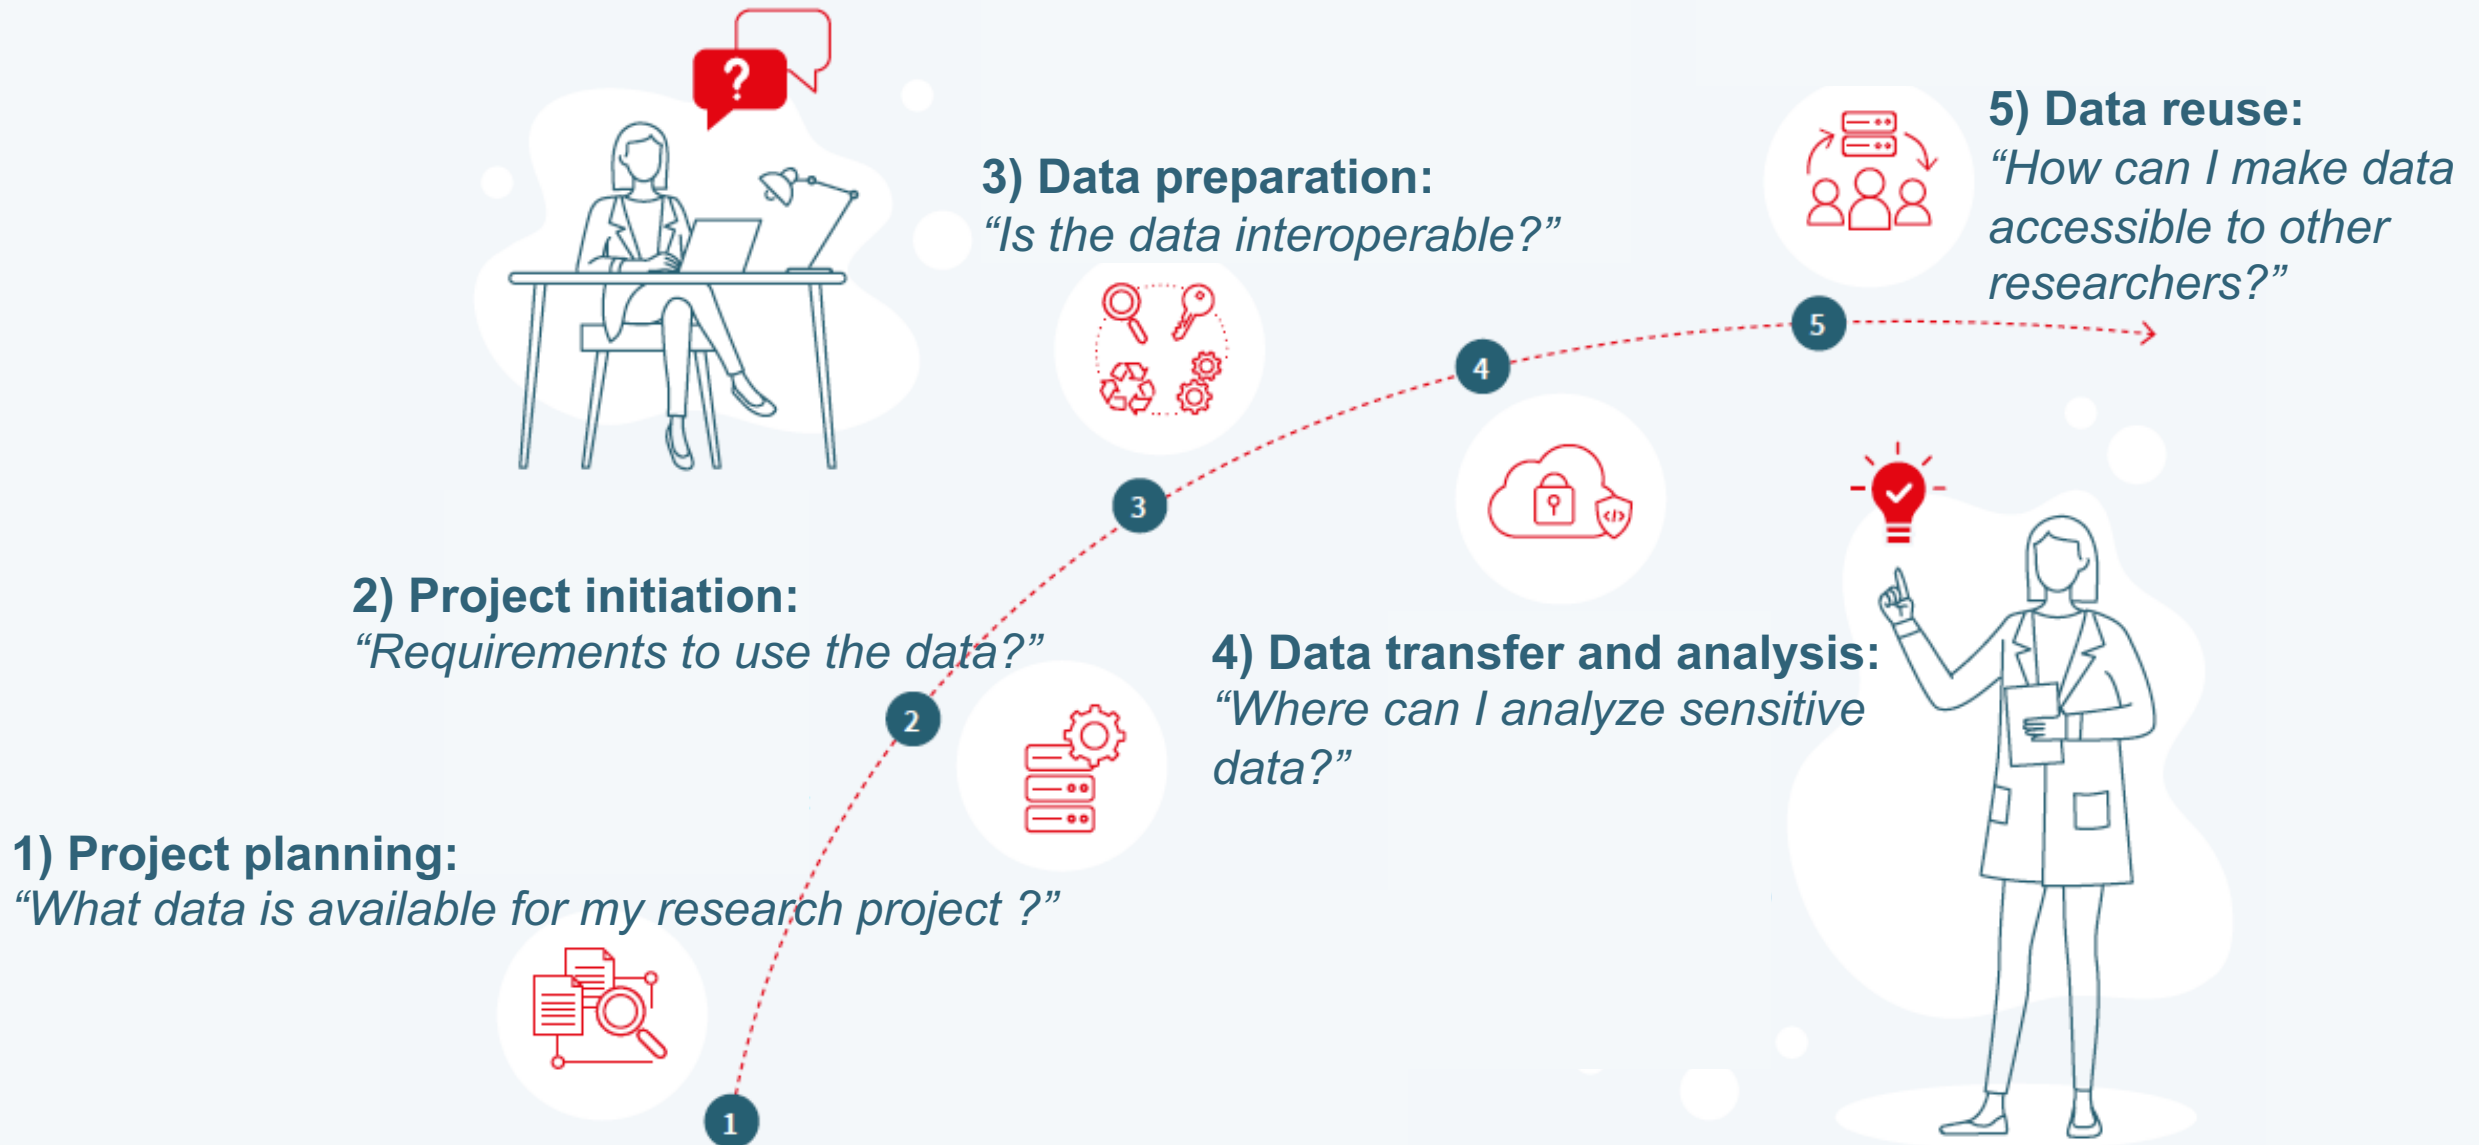 ?
3) Data preparation:
“Is the data interoperable?”
5) Data reuse:
“How can I make data
accessible to other
researchers?”
5
4
3
</>
2) Project initiation:
“Requirements to use the data?”
4) Data transfer and analysis:
“Where can I analyze sensitive
data?”
2
1) Project planning:
“What data is available for my research project ?”
1